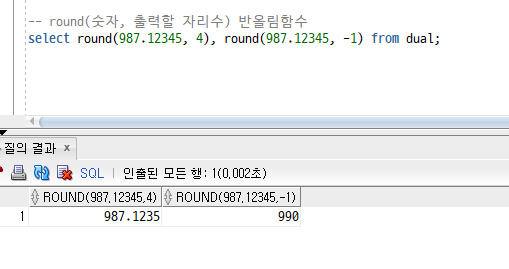 -- round(숫자, 출력할 자리수) 반올림함수
select round(987.12345, 4), round(987.12345, -1) from dual;
질의 결과 x
SQL | 인출된 모든 행: 1(0,002초)
ROUND(987,12345,4) ROUND(987,12345,-1)
1 987.1235 990